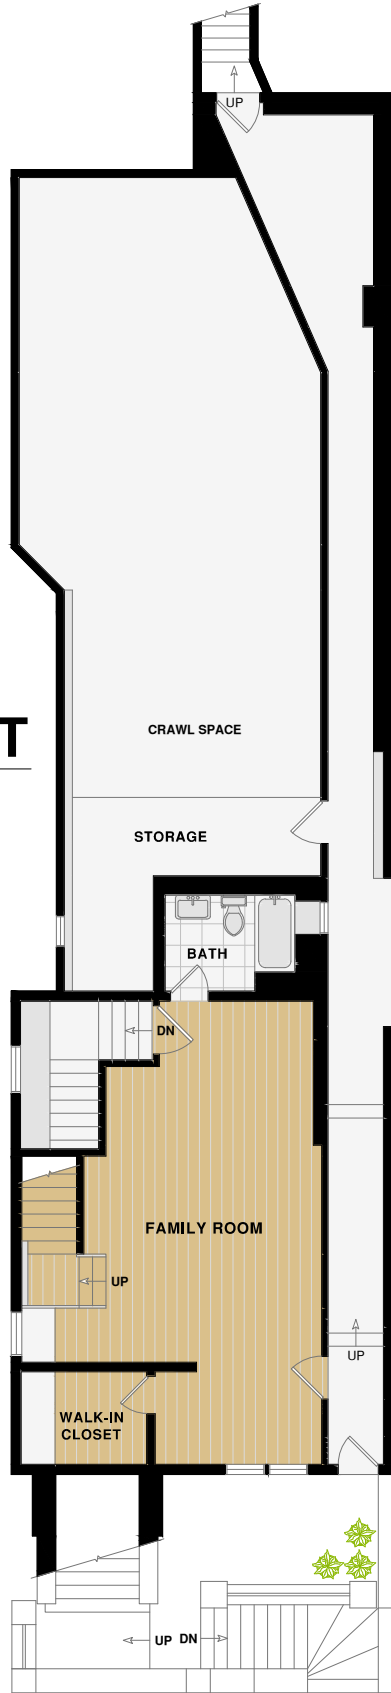 UP
T
CRAWL SPACE
STORAGE
BATH
DN
FAMILY ROOM
UP
UP
WALK-IN
CLOSET
UP DN